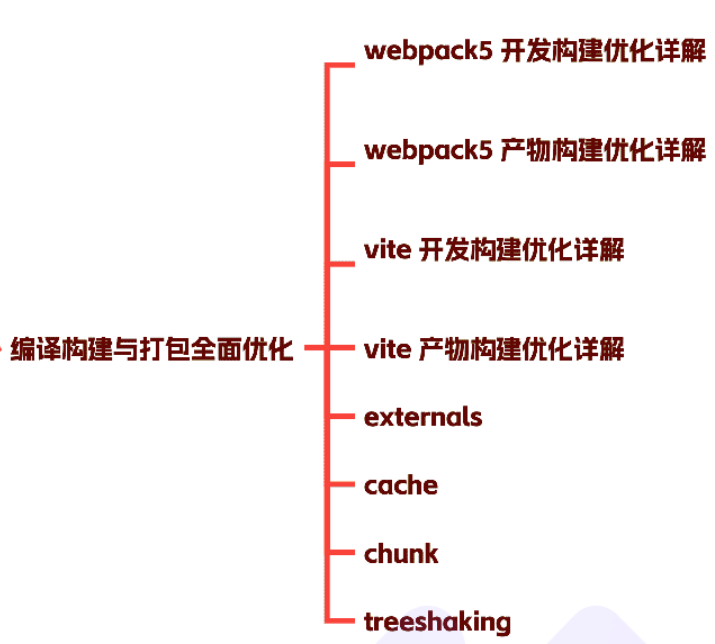 webpack5 开发构建优化详解
webpack5 产物构建优化详解
vite 开发构建优化详解
编译构建与打包全面优化
vite 产物构建优化详解
externals
cache
chunk
treeshaking